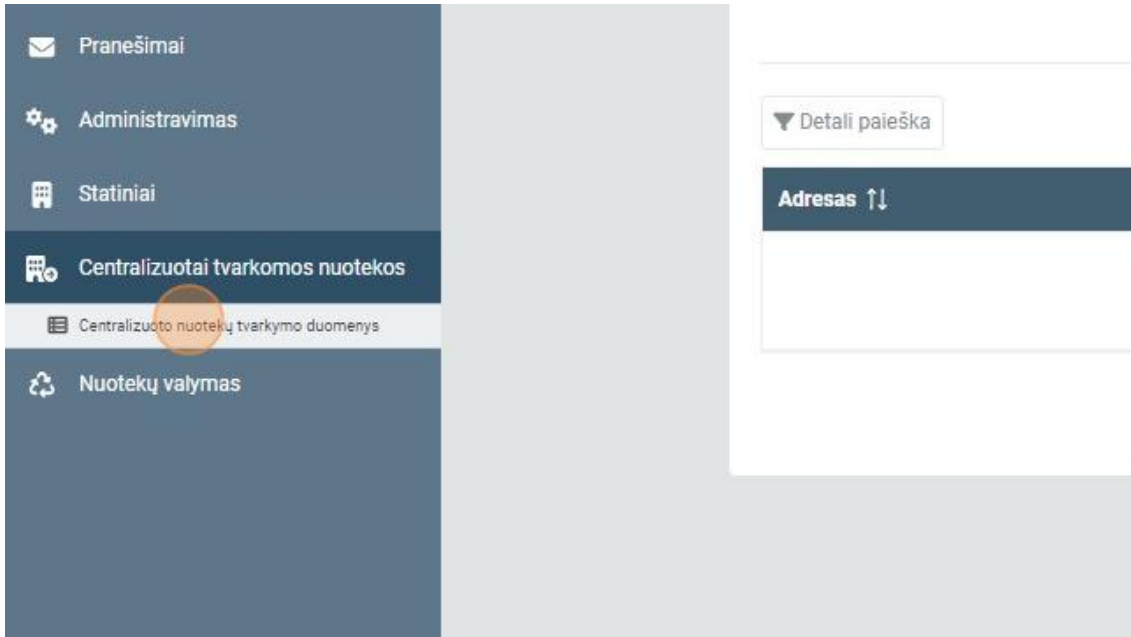 Pranešimai
Administravimas
Statiniai
Centralizuotai tvarkomos nuotekos
Centralizuoto nuotekų tvarkymo duomenys
Nuotekų valymas
Detali paieška
Adresas